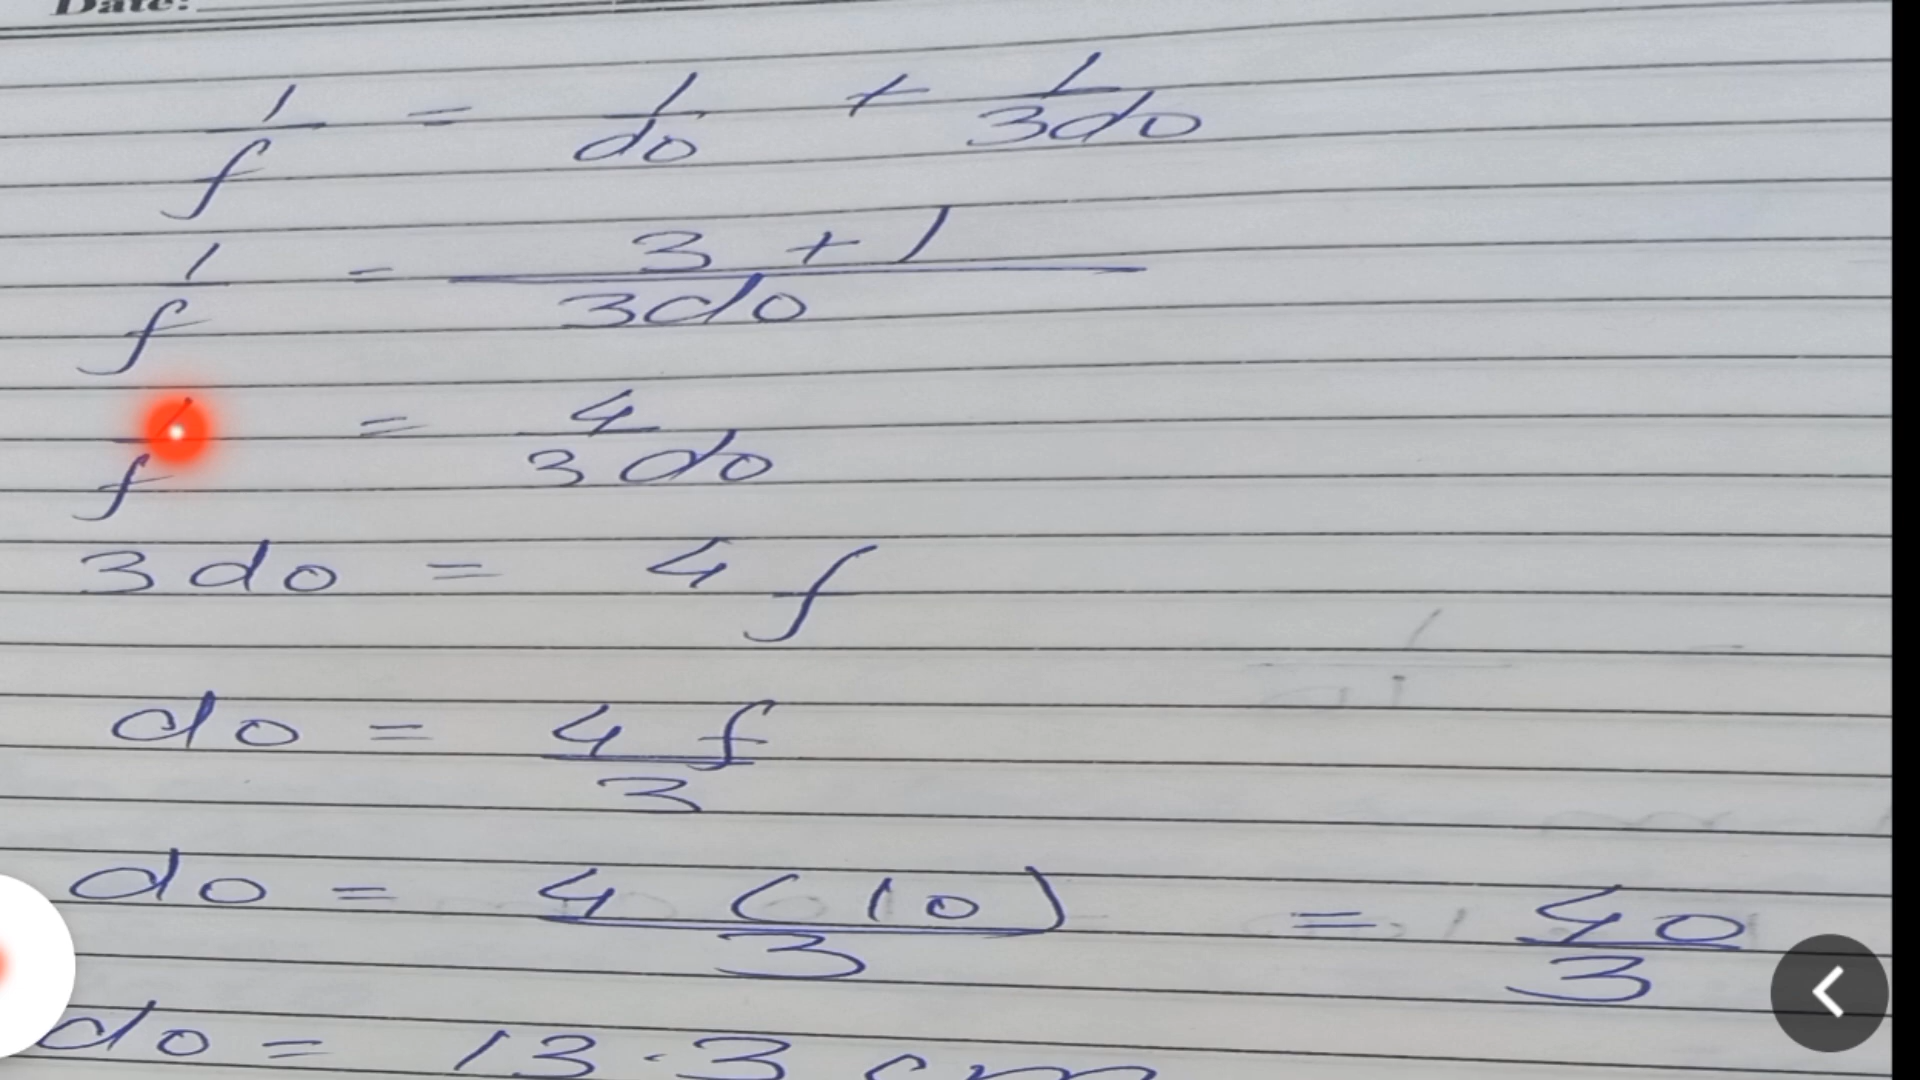 Date:
1/f = 1/do + 1/3do
1/f = 3 + 1/3do
1/f = 4/3do
3do = 4f
do = 4f/3
do = 4(10)/3 = 40/3
do = 13.3 cm